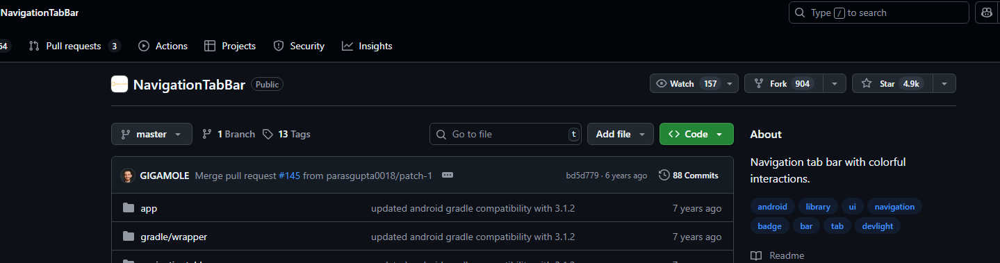 NavigationTabBar
Type / to search
64 Pull requests 3 Actions Projects Security Insights
NavigationTabBar Public
Watch 157 Fork 904 Star 4.9k
master 1 Branch 13 Tags Go to file t Add file Code
About
Navigation tab bar with colorful
interactions.
GIGAMOLE Merge pull request #145 from parasgupta0018/patch-1 bd5d779 · 6 years ago 88 Commits
app updated android gradle compatibility with 3.1.2 7 years ago
gradle/wrapper updated android gradle compatibility with 3.1.2 7 years ago
android library ui navigation
badge bar tab devlight
Readme